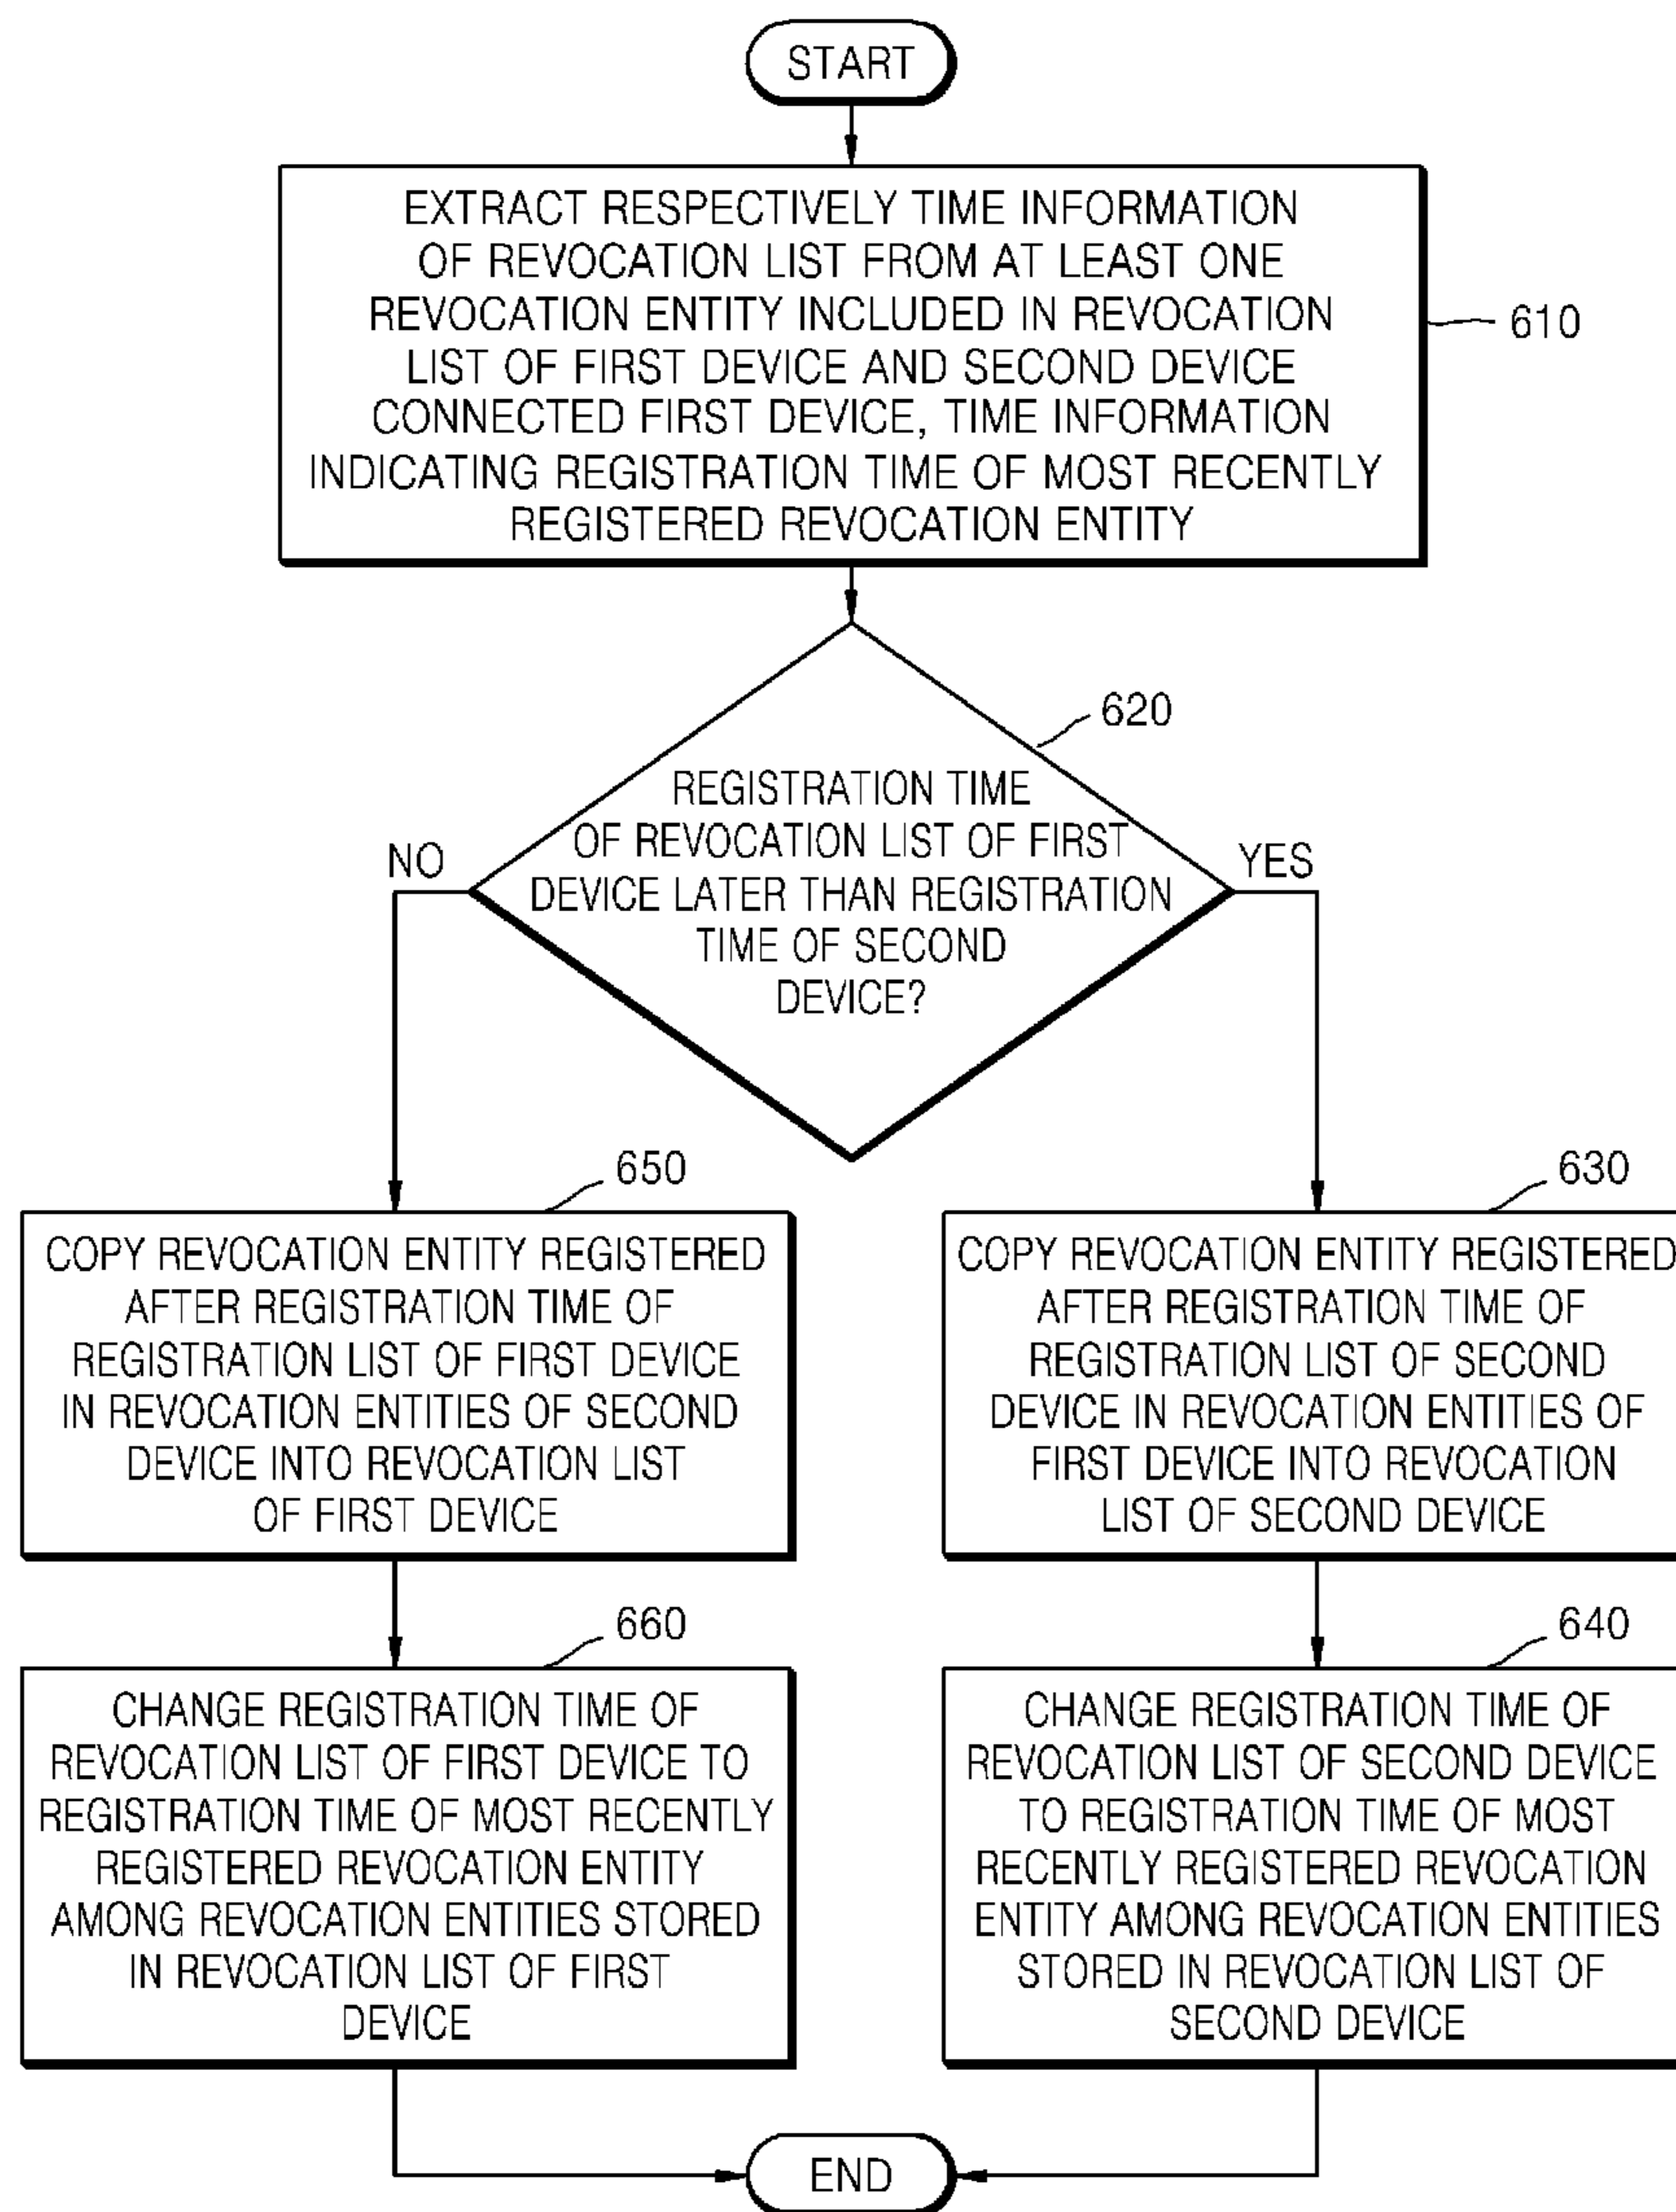 START
EXTRACT RESPECTIVELY TIME INFORMATION
OF REVOCATION LIST FROM AT LEAST ONE
REVOCATION ENTITY INCLUDED IN REVOCATION
LIST OF FIRST DEVICE AND SECOND DEVICE
CONNECTED FIRST DEVICE, TIME INFORMATION
INDICATING REGISTRATION TIME OF MOST RECENTLY
REGISTERED REVOCATION ENTITY
610
620
REGISTRATION TIME
OF REVOCATION LIST OF FIRST
DEVICE LATER THAN REGISTRATION
TIME OF SECOND
DEVICE?
NO
YES
650
COPY REVOCATION ENTITY REGISTERED
AFTER REGISTRATION TIME OF
REGISTRATION LIST OF FIRST DEVICE
IN REVOCATION ENTITIES OF SECOND
DEVICE INTO REVOCATION LIST
OF FIRST DEVICE
630
COPY REVOCATION ENTITY REGISTERED
AFTER REGISTRATION TIME OF
REGISTRATION LIST OF SECOND
DEVICE IN REVOCATION ENTITIES OF
FIRST DEVICE INTO REVOCATION
LIST OF SECOND DEVICE
660
CHANGE REGISTRATION TIME OF
REVOCATION LIST OF FIRST DEVICE TO
REGISTRATION TIME OF MOST RECENTLY
REGISTERED REVOCATION ENTITY
AMONG REVOCATION ENTITIES STORED
IN REVOCATION LIST OF FIRST
DEVICE
640
CHANGE REGISTRATION TIME OF
REVOCATION LIST OF SECOND DEVICE
TO REGISTRATION TIME OF MOST
RECENTLY REGISTERED REVOCATION
ENTITY AMONG REVOCATION ENTITIES
STORED IN REVOCATION LIST OF
SECOND DEVICE
END